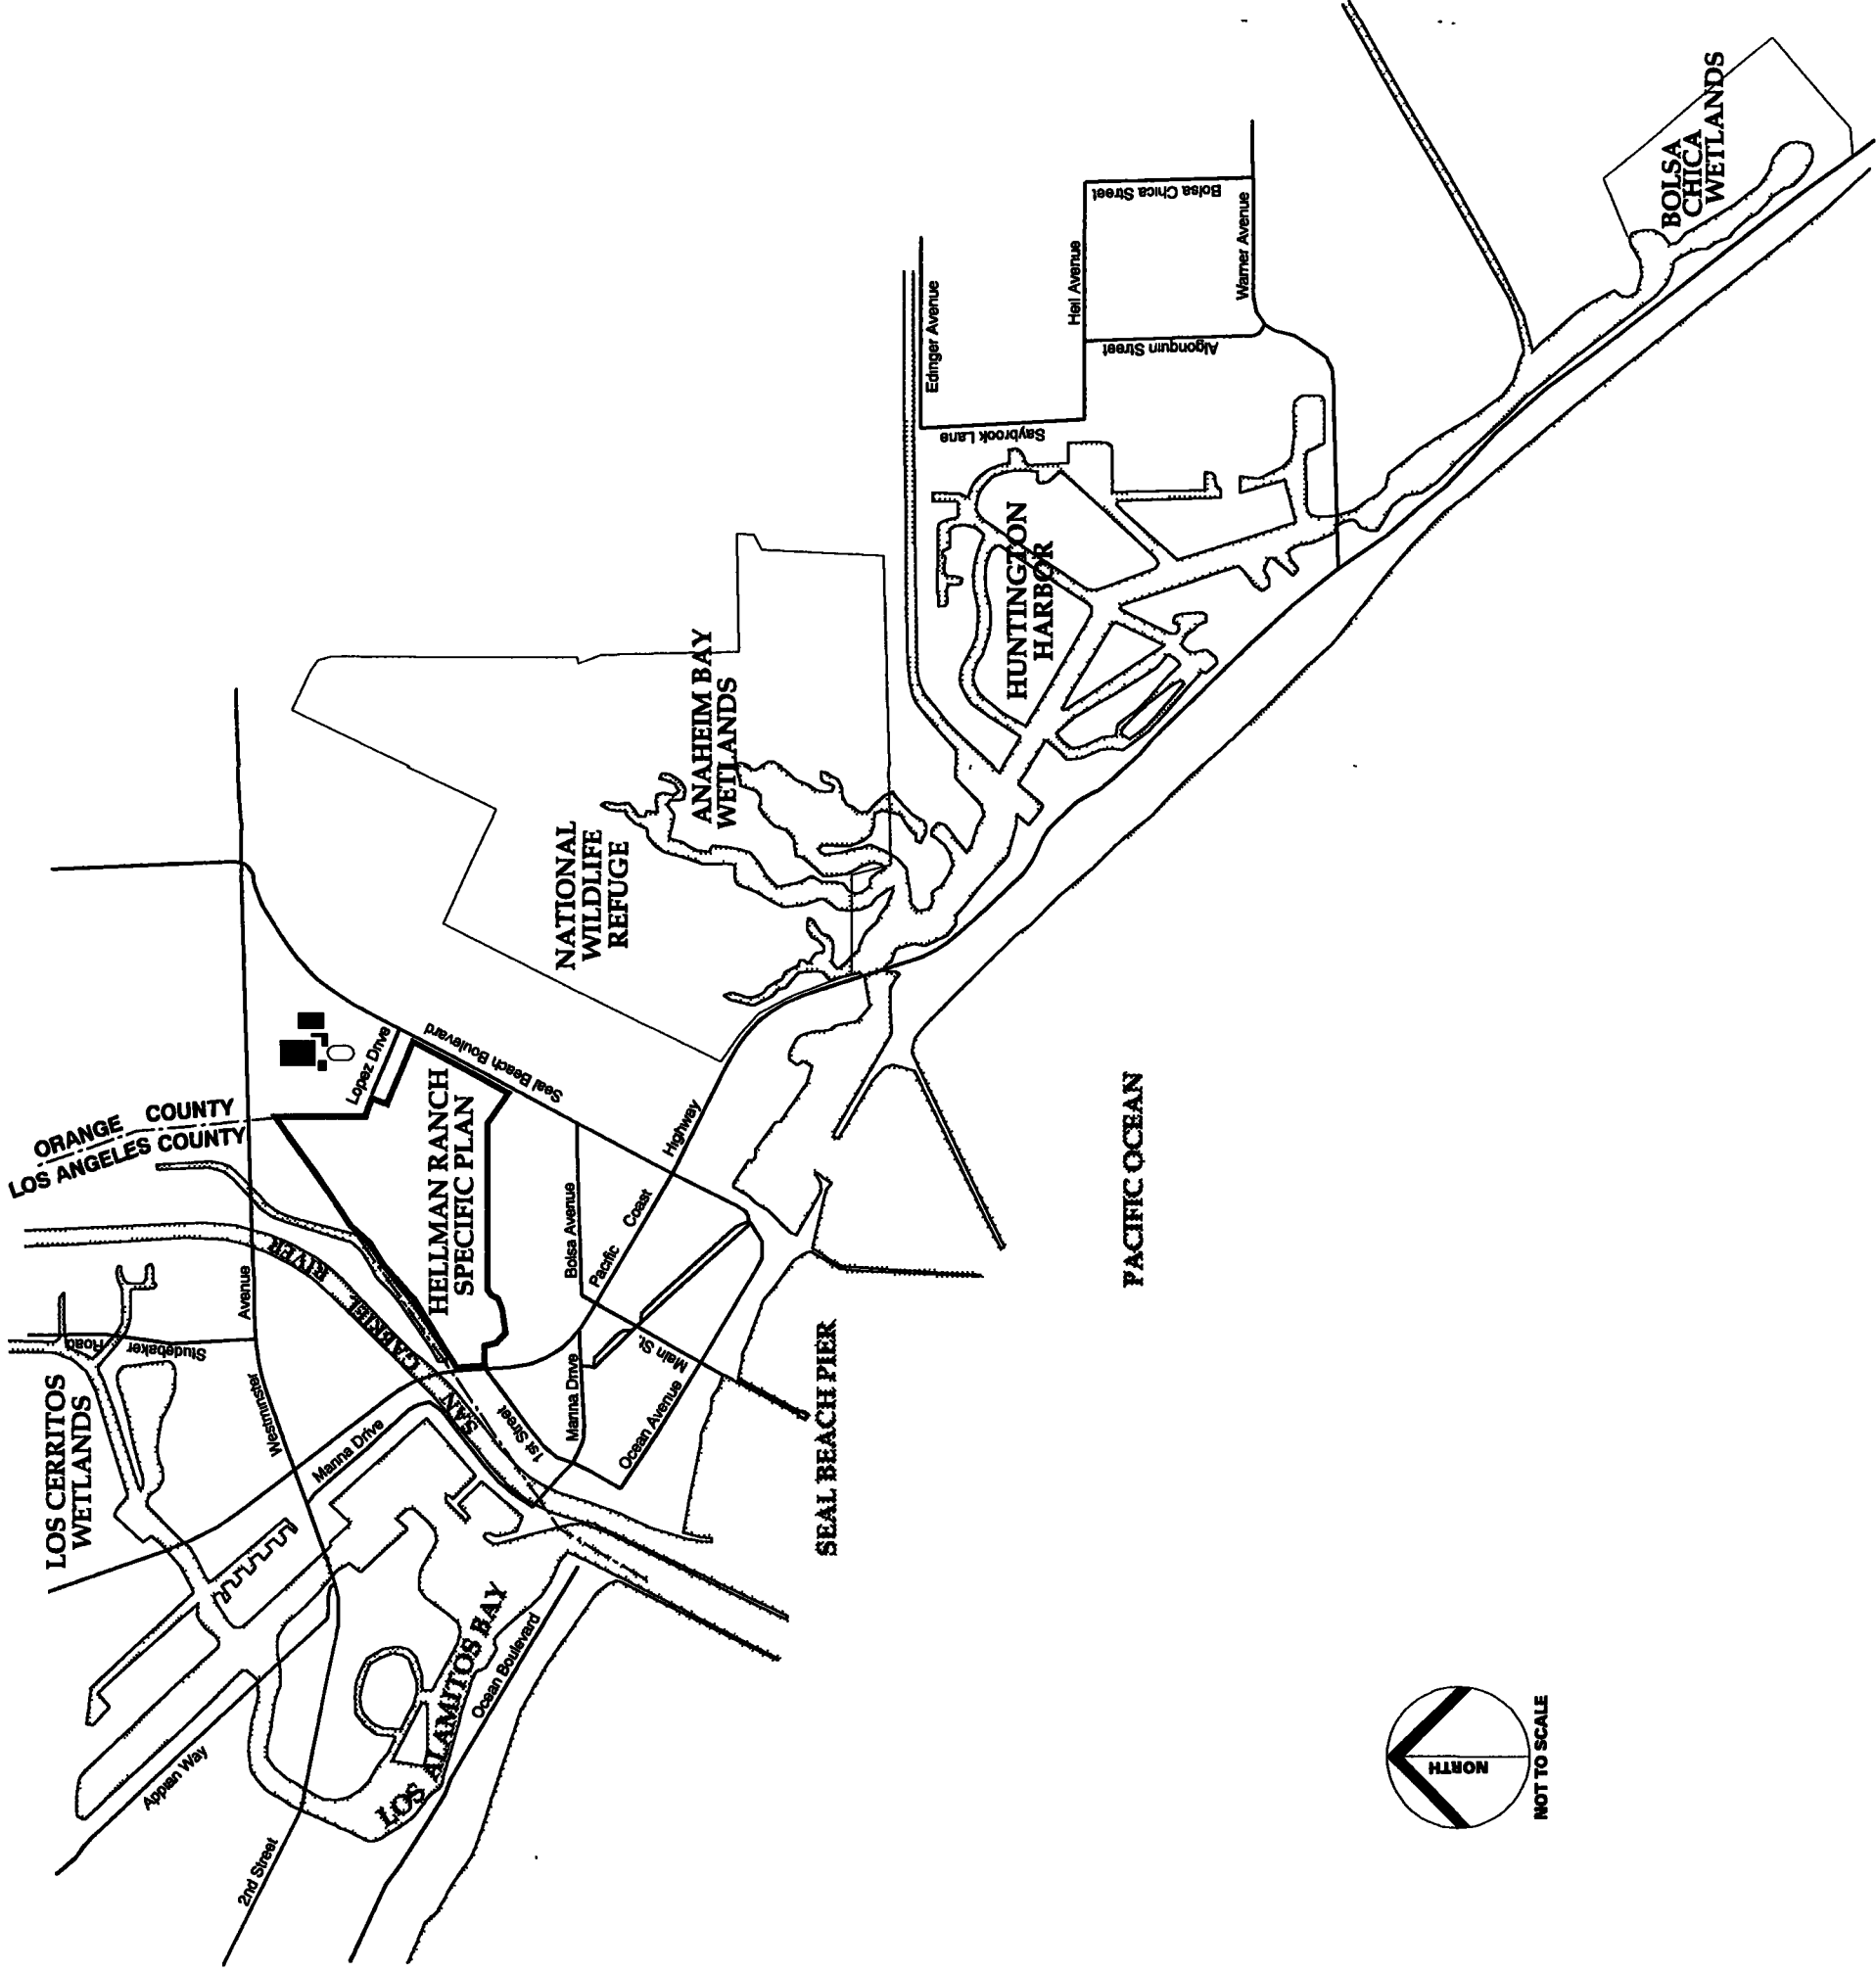 LOS CERRITOS
WETLANDS
ORANGE COUNTY
LOS ANGELES COUNTY
Studebaker Road
Westminster Avenue
SAN GABRIEL RIVER
Lopez Drive
Seal Beach Boulevard
HELLMAN RANCH
SPECIFIC PLAN
NATIONAL
WILDLIFE
REFUGE
ANAHEIM BAY
WETLANDS
Edinger Avenue
Saybrook Lane
Heil Avenue
Bolsa Chica Street
Algonquin Street
Warner Avenue
HUNTINGTON
HARBOR
BOLSA
CHICA
WETLANDS
Appian Way
2nd Street
Marina Drive
LOS ALAMITOS BAY
Ocean Boulevard
1st Street
Marina Drive
Bolsa Avenue
Pacific Coast Highway
Main St.
Ocean Avenue
SEAL BEACH PIER
PACIFIC OCEAN
NORTH
NOT TO SCALE